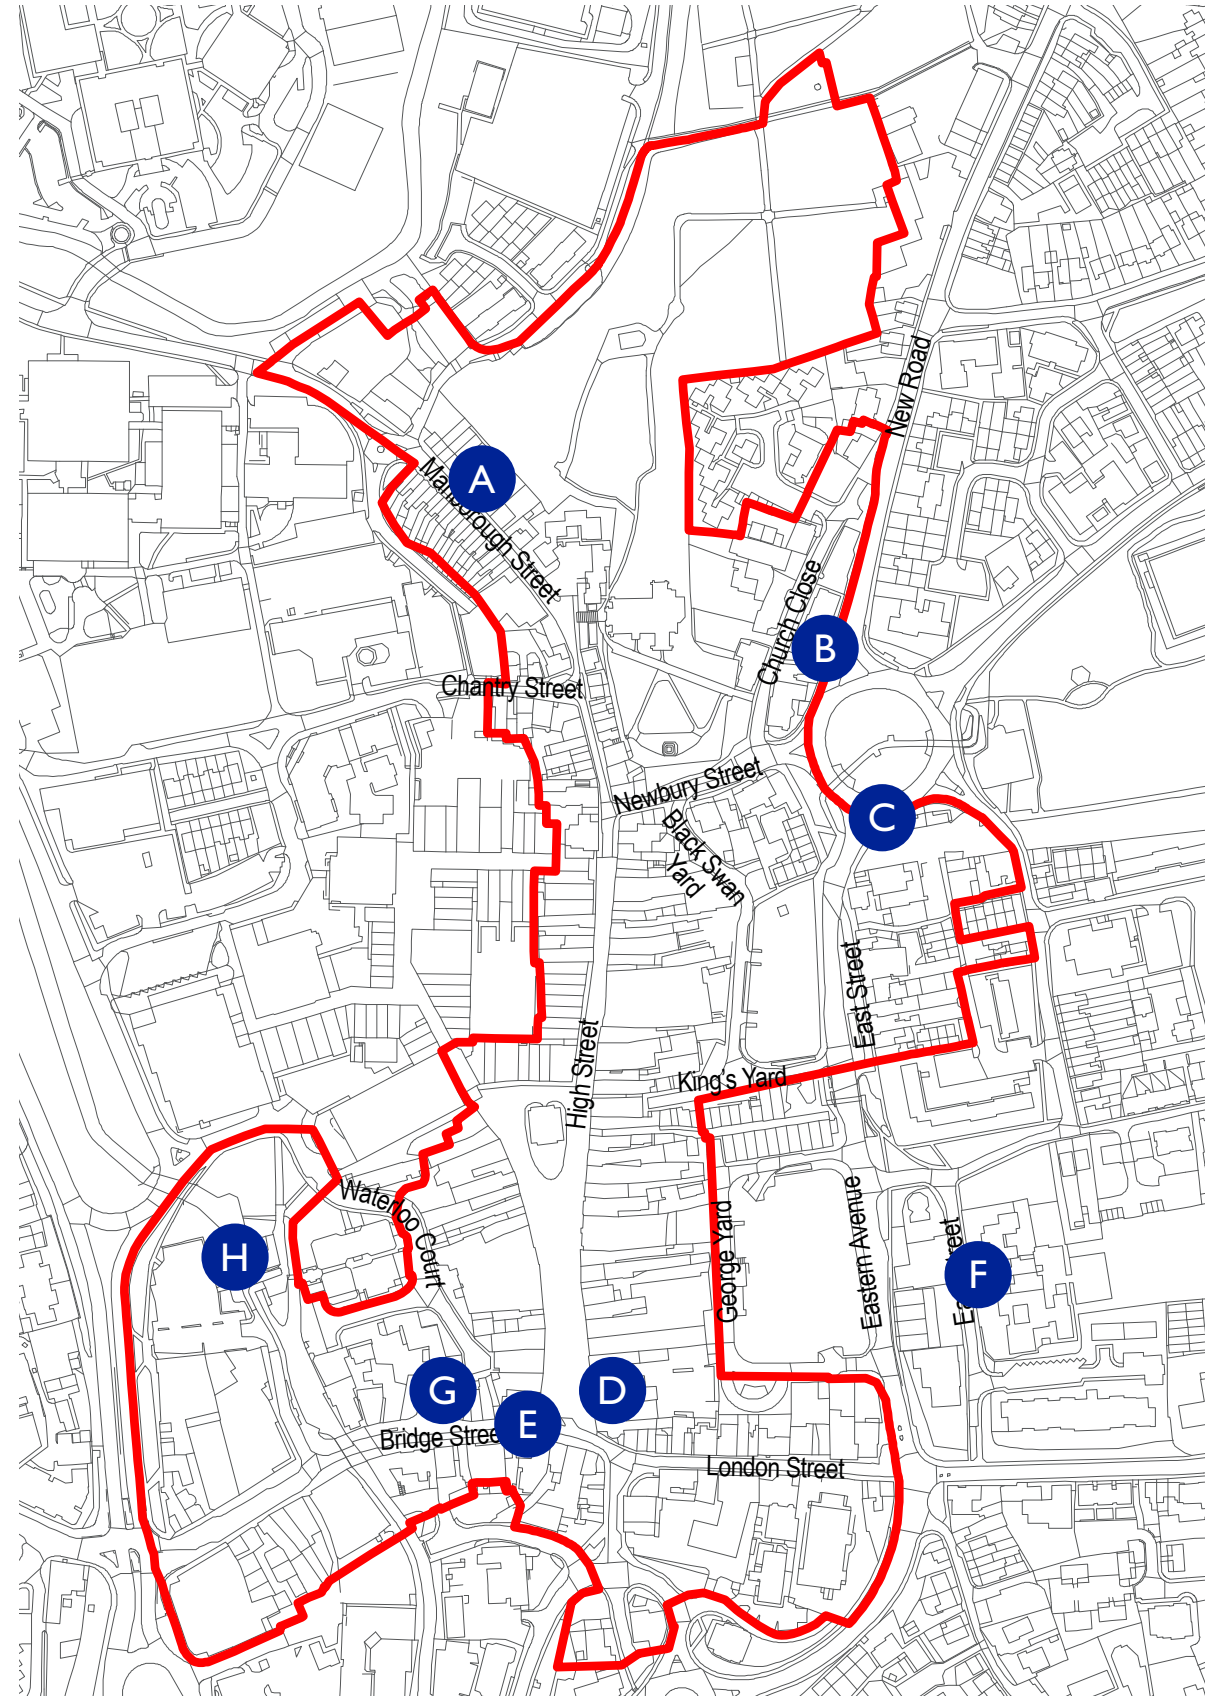 New Road
A
Marlborough Street
Church Close
B
Chantry Street
Newbury Street
Black Swan
Yard
C
East Street
High Street
King's Yard
Waterloo Court
George Yard
Eastern Avenue
H
F
G
D
E
Bridge Stree
London Street